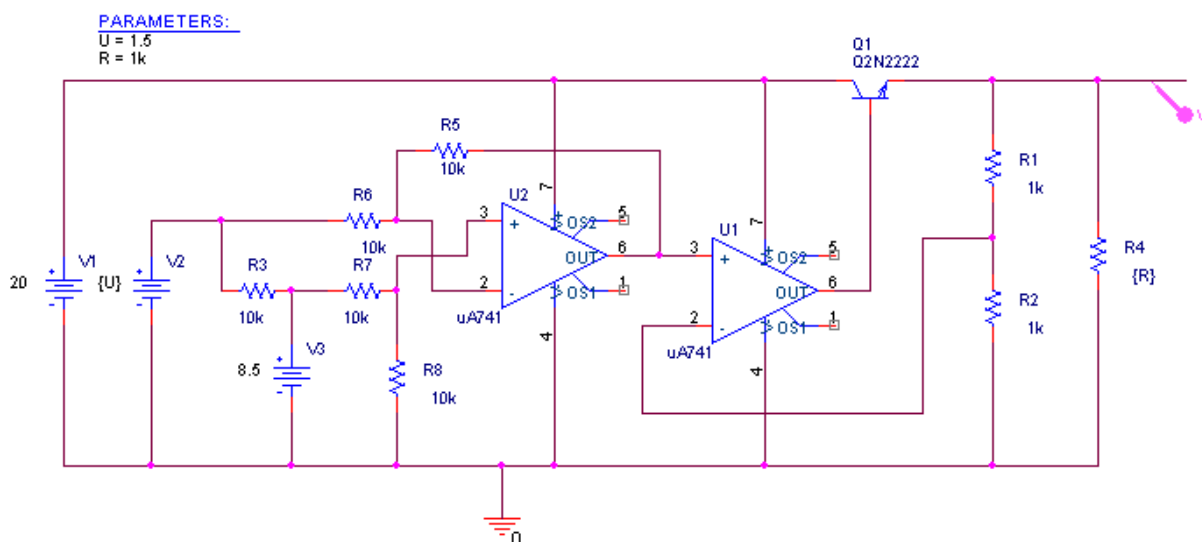 PARAMETERS:
U = 1.5
R = 1k
Q1
Q2N2222
R5
10k
R6
10k
U2
7
3
+
5
OS2
OUT
6
2
-
OS1
1
uA741
4
U1
7
3
+
5
OS2
OUT
6
2
-
OS1
1
uA741
4
R1
1k
R2
1k
R4
{R}
20
V1
{U}
V2
R3
10k
R7
10k
8.5
V3
R8
10k
0